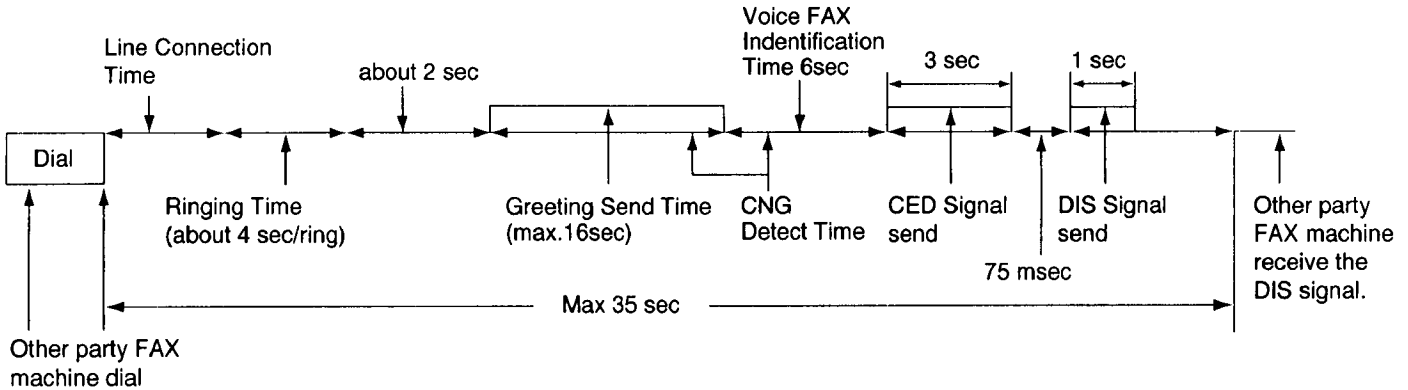 Line Connection
Time
about 2 sec
Voice FAX
Indentification
Time 6sec
3 sec
1 sec
Dial
Ringing Time
(about 4 sec/ring)
Greeting Send Time
(max.16sec)
CNG
Detect Time
CED Signal
send
75 msec
DIS Signal
send
Other party
FAX machine
receive the
DIS signal.
Max 35 sec
Other party FAX
machine dial